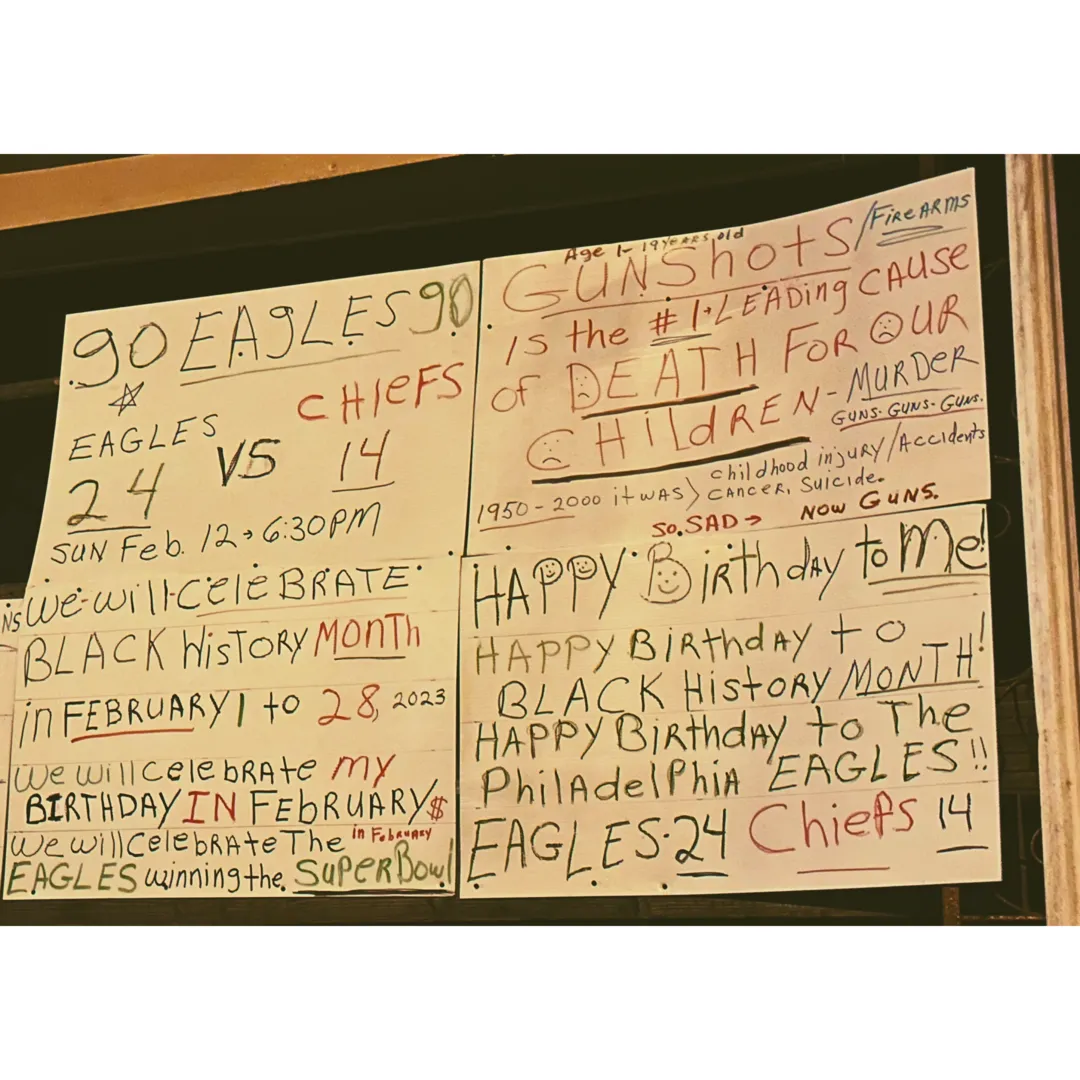 go EAgLES go
EAGLES VS CHIEFS
24 14
SUN Feb. 12→6:30PM
We-will-celeBRATE
BLACK HiSTORY MONTh
in FEBRUARY 1 to 28, 2023
We will celebRAte my
BIRTHDAY IN FEbRUARY $
We will celebRAte The in FebRuARy
EAGLES winning the SUPERBowl
Age 1- 19 yeARs old
GUNShotS / FIReARMS
is the #1→LEADing CAUSE
of DEATH FoR OUR
CHildREN - MURDER
GUNS-GUNS-GUNS.
1950-2000 it WAS> childhood injury/Accidents
CANCER, Suicide.
SO.SAD→ NOW GUNS.
HAPPY BiRthdAy to Me!
HAPPY BiRthDAy to
BLACK HistoRy MONTH!
HAPPY BiRthDAY to The
PhilAdelPhiA EAGLES!!
EAGLES-24 Chiefs 14
NS